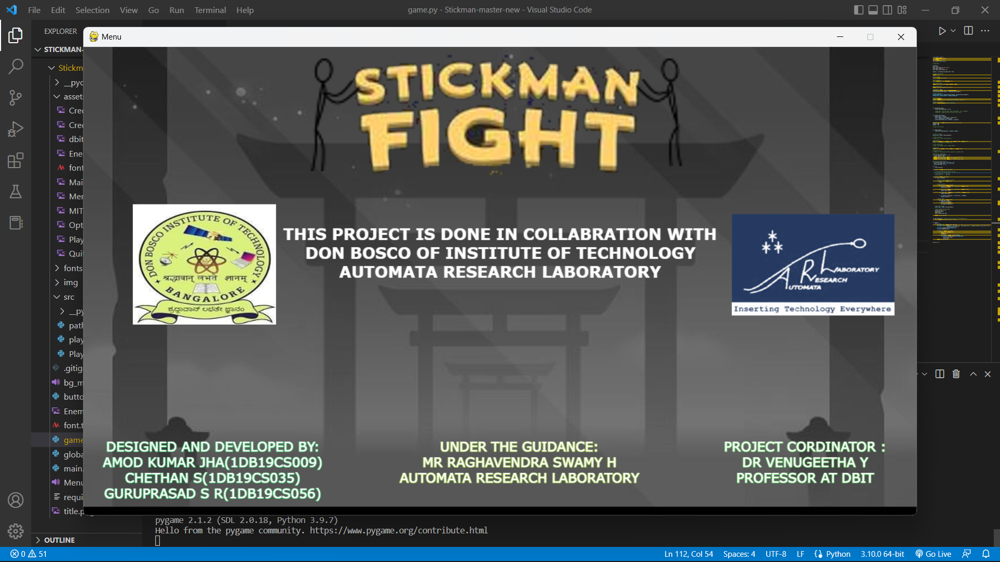 File Edit Selection View Go Run Terminal Help
game.py - Stickman-master-new - Visual Studio Code
EXPLORER
Menu
STICKMAN-
Stickm
__pyc
asset
Cred
Cred
dbit
Ene
font
Mai
Men
MIT
Opt
Play
Quit
fonts
img
src
__py
path
play
Play
.gitig
bg_m
butto
Enem
font.t
game
globa
main.
Menu
requi
title.p
OUTLINE
STICKMAN
FIGHT
DON BOSCO INSTITUTE OF TECHNOLOGY
श्रद्धावान् लभते ज्ञानम्
BANGALORE
ಶ್ರದ್ಧಾವಾನ್ ಲಭತೇ ಜ್ಞಾನಂ
THIS PROJECT IS DONE IN COLLABRATION WITH
DON BOSCO OF INSTITUTE OF TECHNOLOGY
AUTOMATA RESEARCH LABORATORY
LABORATORY
RESEARCH
AUTOMATA
Inserting Technology Everywhere
DESIGNED AND DEVELOPED BY:
AMOD KUMAR JHA(1DB19CS009)
CHETHAN S(1DB19CS035)
GURUPRASAD S R(1DB19CS056)
UNDER THE GUIDANCE:
MR RAGHAVENDRA SWAMY H
AUTOMATA RESEARCH LABORATORY
PROJECT CORDINATOR :
DR VENUGEETHA Y
PROFESSOR AT DBIT
pygame 2.1.2 (SDL 2.0.18, Python 3.9.7)
Hello from the pygame community. https://www.pygame.org/contribute.html
0 51
Ln 112, Col 54 Spaces: 4 UTF-8 LF Python 3.10.0 64-bit Go Live